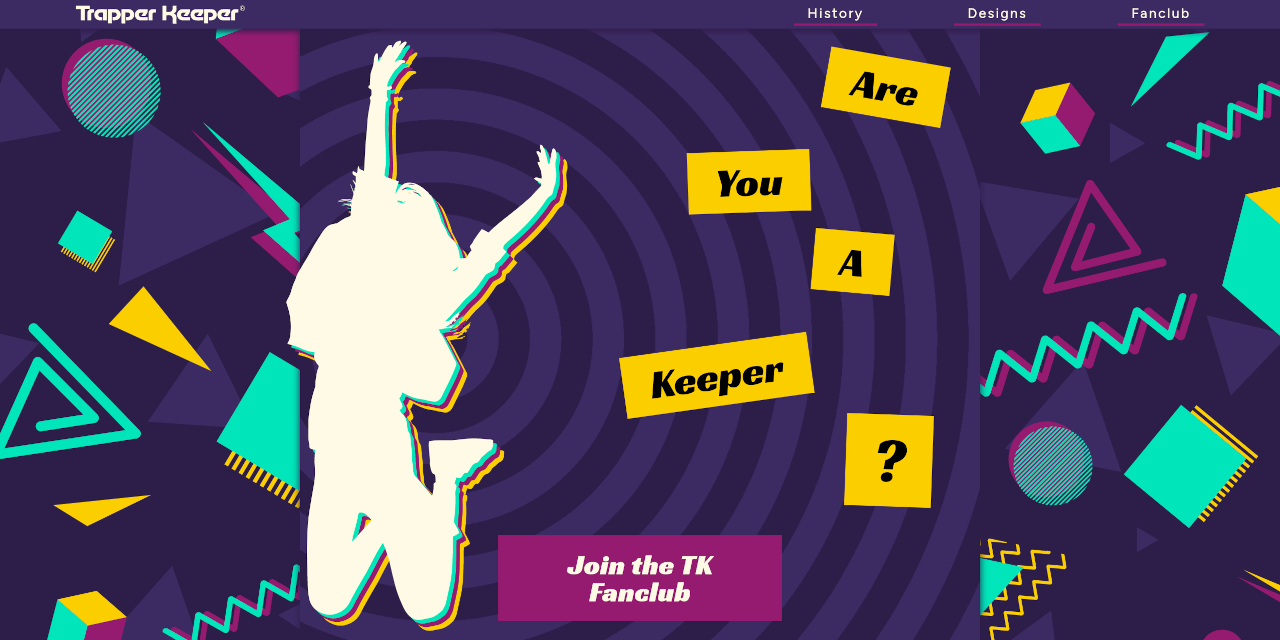 Trapper Keeper®
History
Designs
Fanclub
Are
You
A
Keeper
?
Join the TK
Fanclub